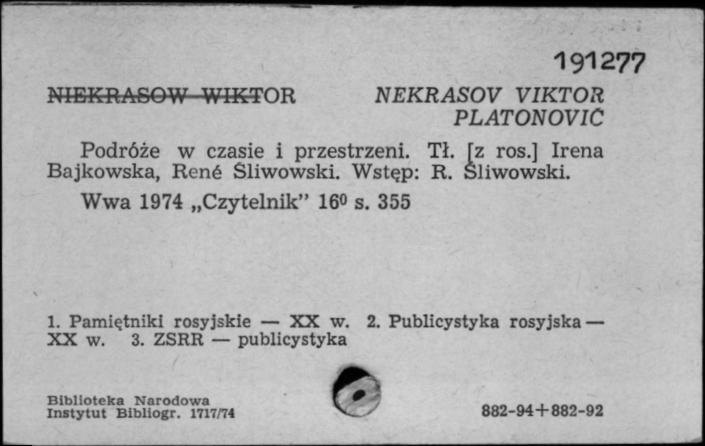 191277
NIEKRASOW WIKTOR NEKRASOV VIKTOR
PLATONOVIČ
Podróże w czasie i przestrzeni. Tł. [z ros.] Irena
Bajkowska, René Śliwowski. Wstęp: R. Śliwowski.
Wwa 1974 „Czytelnik” 16⁰ s. 355
1. Pamiętniki rosyjskie — XX w. 2. Publicystyka rosyjska —
XX w. 3. ZSRR — publicystyka
Biblioteka Narodowa
Instytut Bibliogr. 1717/74 882-94+882-92